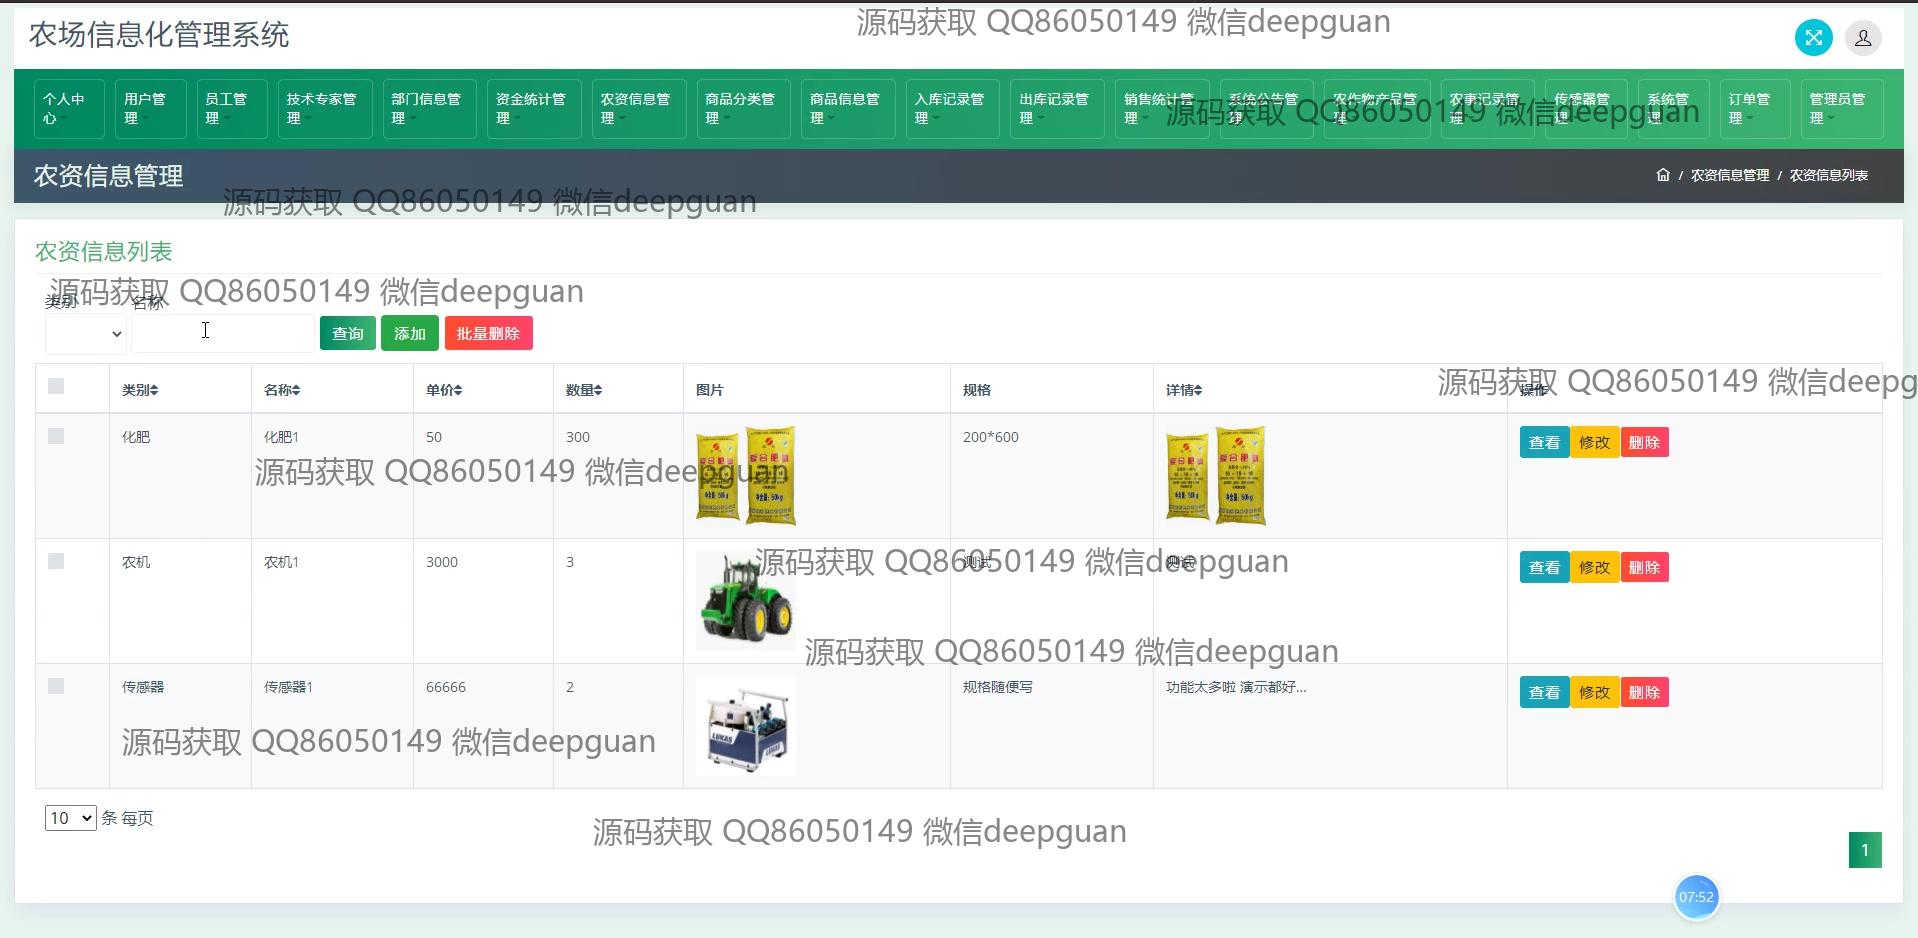 农场信息化管理系统
源码获取 QQ86050149 微信deepguan
个人中心
用户管理
员工管理
技术专家管理
部门信息管理
资金统计管理
农资信息管理
商品分类管理
商品信息管理
入库记录管理
出库记录管理
销售统计管理
系统公告管理
农作物产品管理
农事记录管理
传感器管理
系统管理
订单管理
管理员管理
源码获取 QQ86050149 微信deepguan
农资信息管理
农资信息管理 / 农资信息列表
源码获取 QQ86050149 微信deepguan
农资信息列表
源码获取 QQ86050149 微信deepguan
类别 名称
查询 添加 批量删除
类别 名称 单价 数量 图片 规格 详情 操作
源码获取 QQ86050149 微信deepg
化肥 化肥1 50 300 200*600 查看 修改 删除
源码获取 QQ86050149 微信deepguan
农机 农机1 3000 3 测试 测试 查看 修改 删除
源码获取 QQ86050149 微信deepguan
源码获取 QQ86050149 微信deepguan
传感器 传感器1 66666 2 规格随便写 功能太多啦 演示都好... 查看 修改 删除
LUKAS
源码获取 QQ86050149 微信deepguan
10 条 每页
源码获取 QQ86050149 微信deepguan
1
07:52